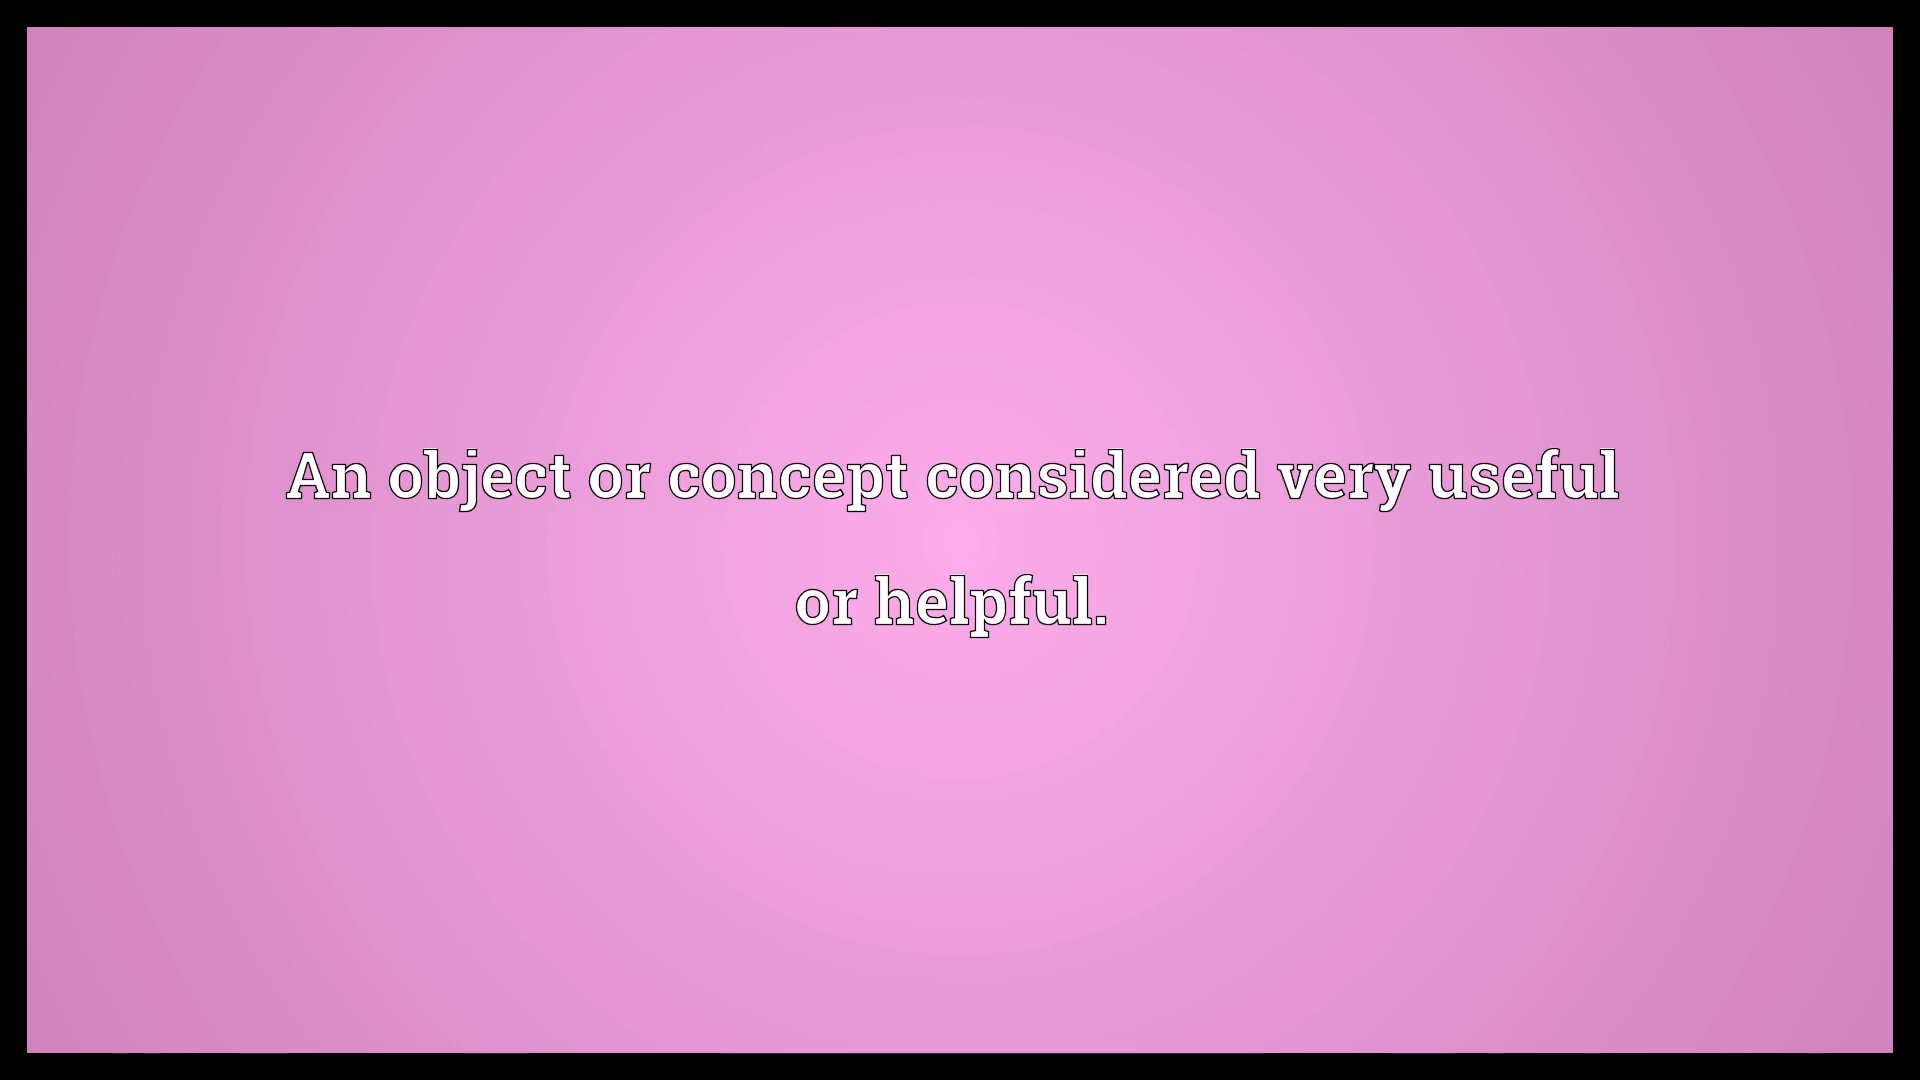 An object or concept considered very useful
or helpful.